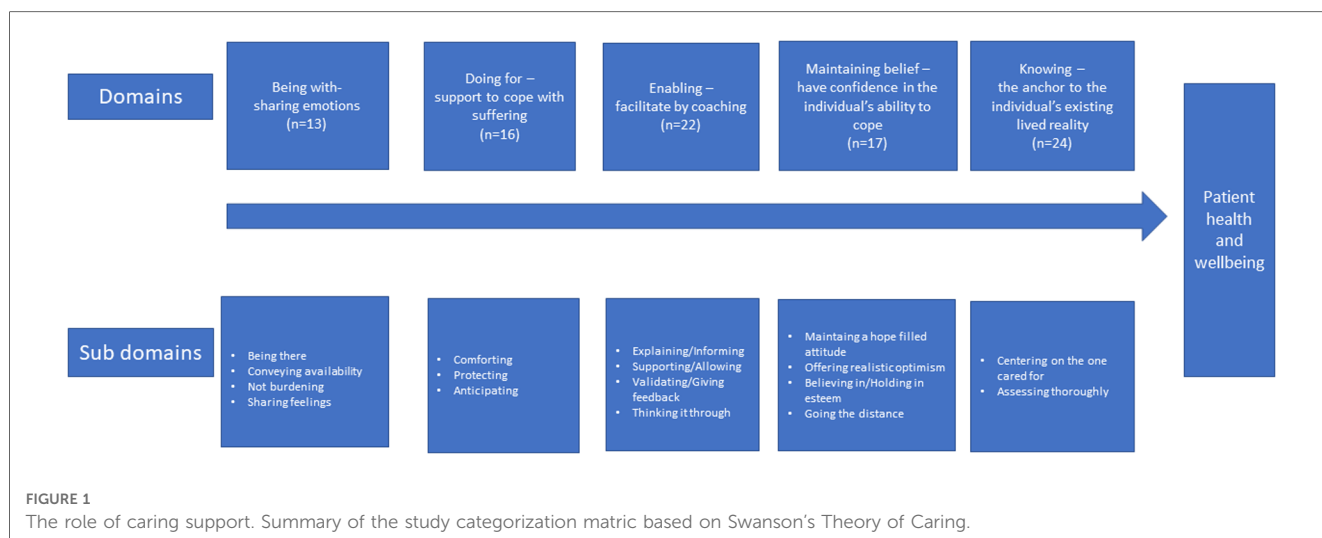 Domains
Being with-
sharing emotions
(n=13)
Doing for –
support to cope with
suffering
(n=16)
Enabling –
facilitate by coaching
(n=22)
Maintaining belief –
have confidence in the
individual's ability to
cope
(n=17)
Knowing –
the anchor to the
individual's existing
lived reality
(n=24)
Patient
health
and
wellbeing
Sub domains
• Being there
• Conveying availability
• Not burdening
• Sharing feelings
• Comforting
• Protecting
• Anticipating
• Explaining/Informing
• Supporting/Allowing
• Validating/Giving
feedback
• Thinking it through
• Maintaing a hope filled
attitude
• Offering realistic optimism
• Believing in/Holding in
esteem
• Going the distance
• Centering on the one
cared for
• Assessing thoroughly
FIGURE 1
The role of caring support. Summary of the study categorization matric based on Swanson's Theory of Caring.